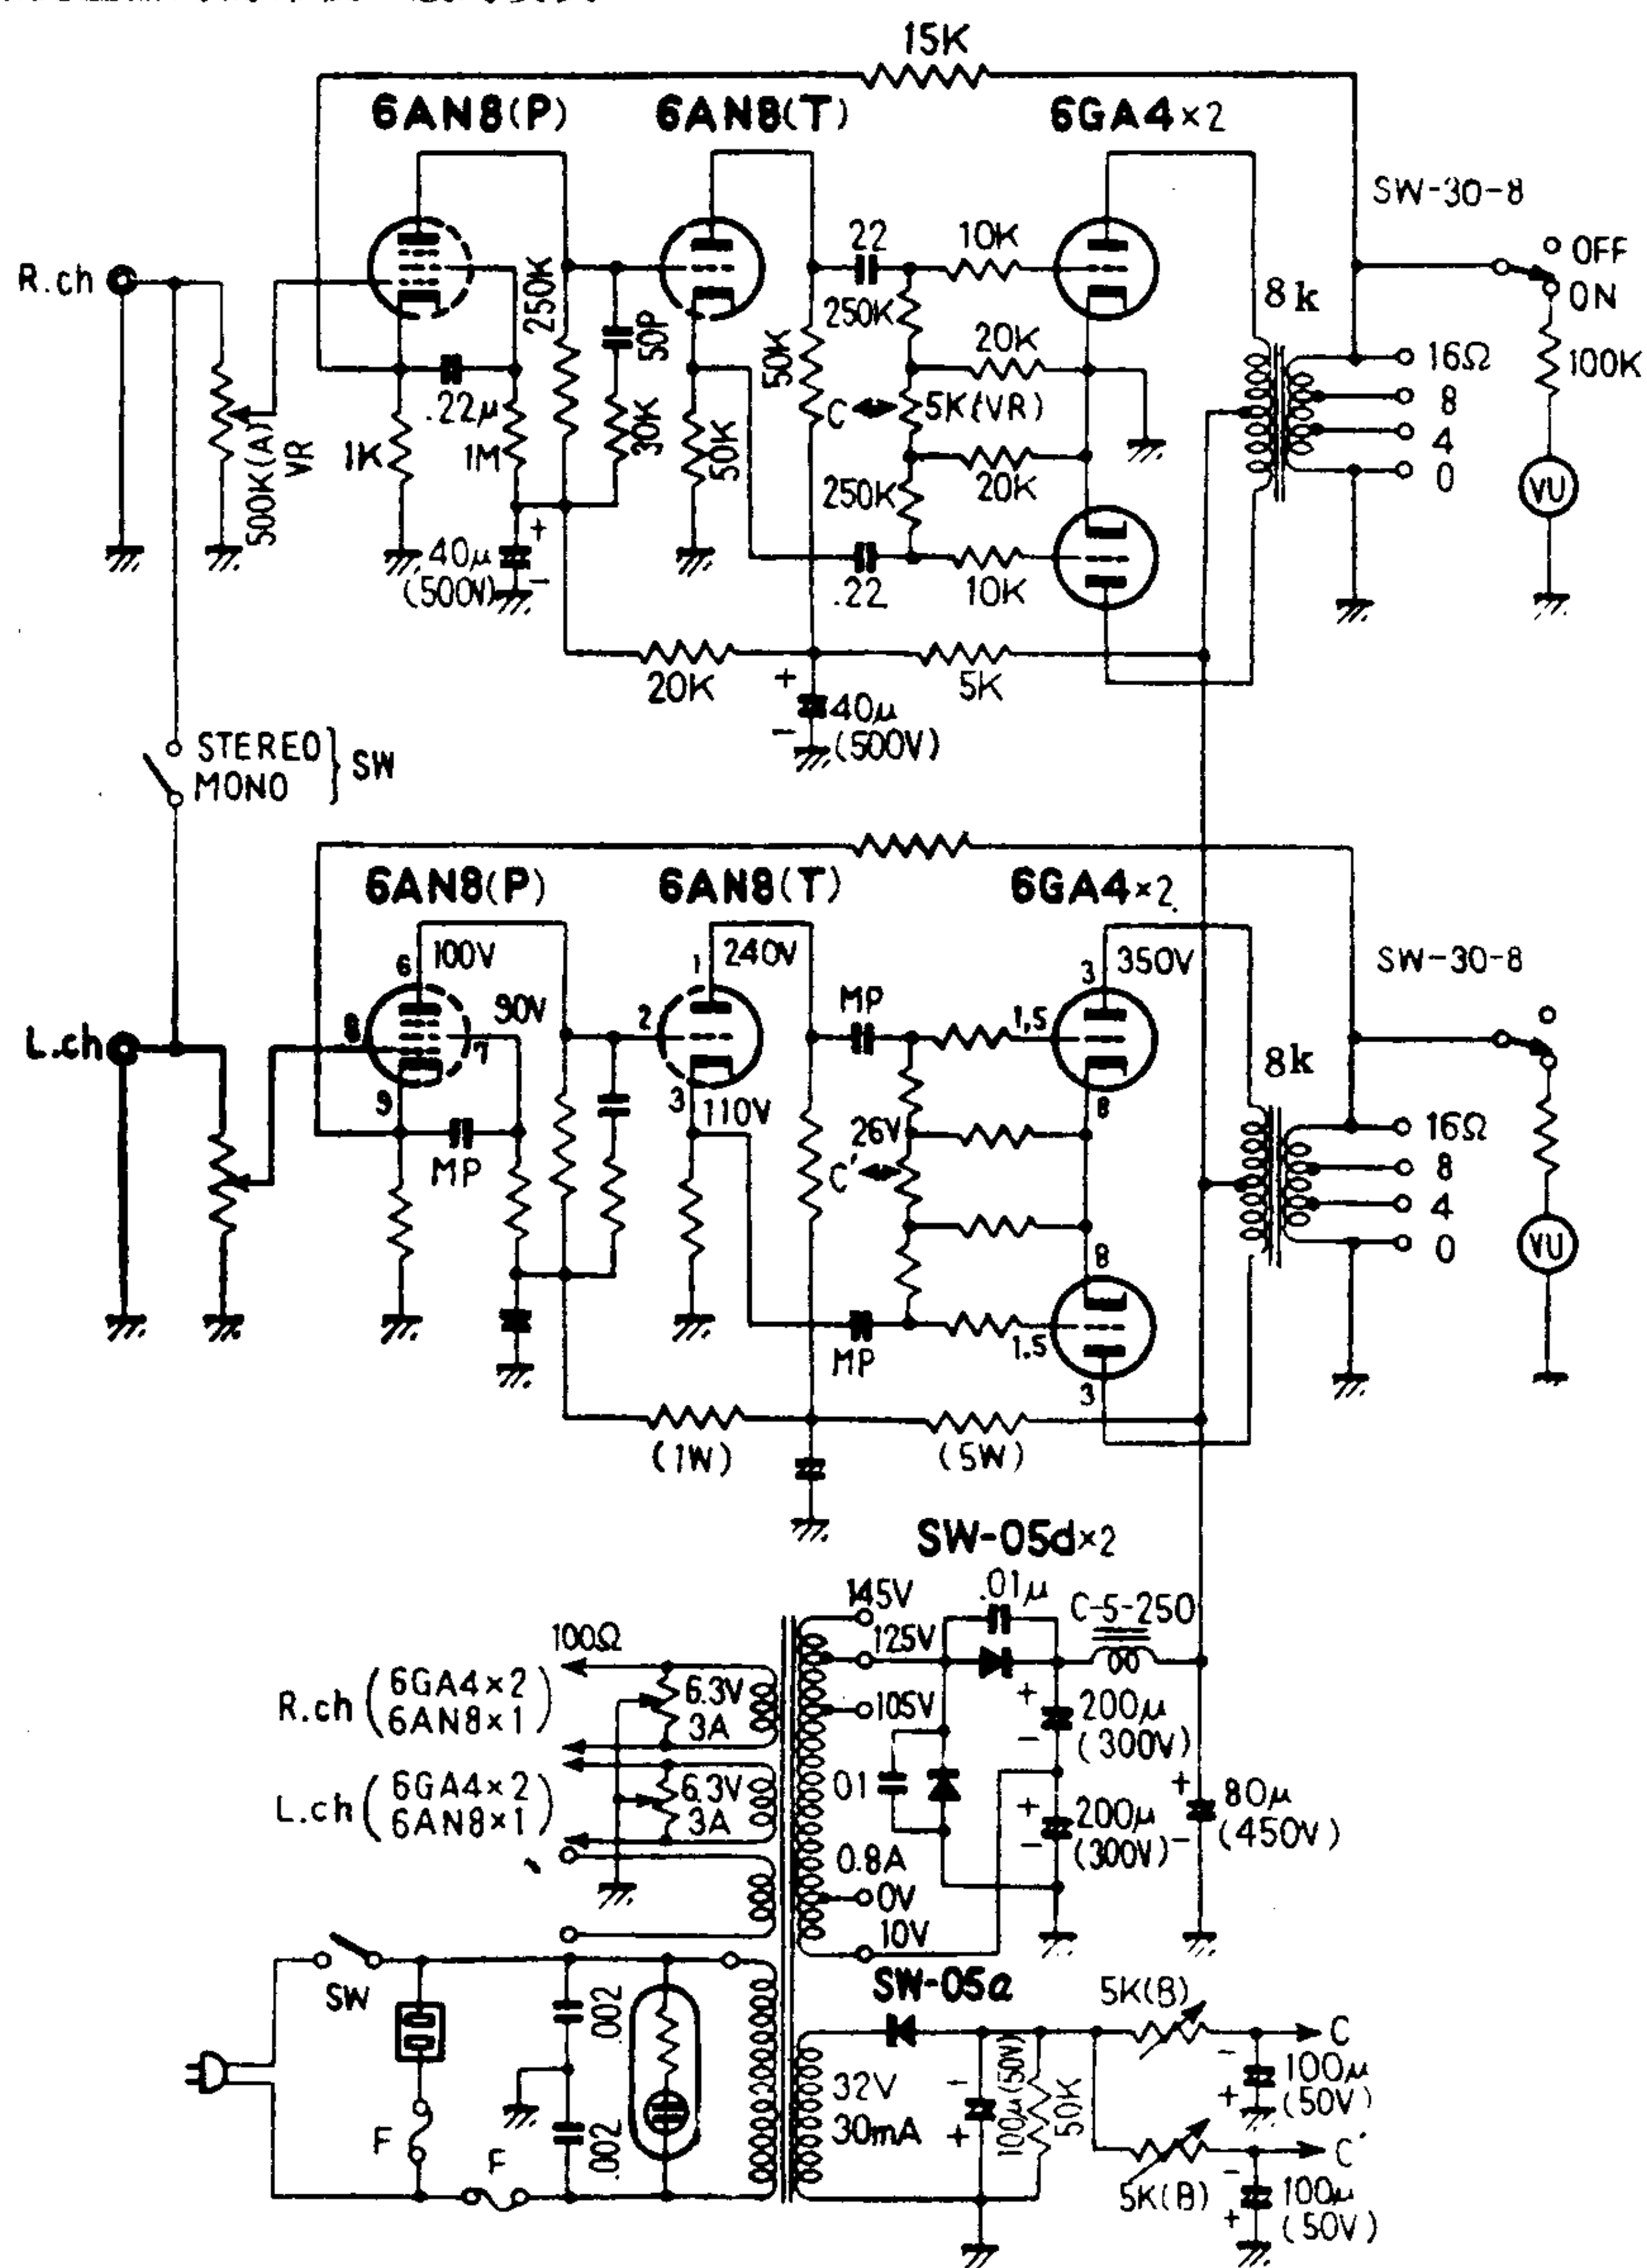 15K
6AN8(P)
6AN8(T)
6GA4×2
SW-30-8
R.ch
OFF
ON
250K
50P
22
10K
8k
250K
20K
50K
100K
500K(A)
VR
.22μ
1K
1M
30K
50K
C
5K(VR)
20K
250K
16Ω
8
4
0
VU
40μ
(500V)
+
-
.22
10K
20K
5K
+
-
40μ
(500V)
STEREO
MONO
SW
6AN8(P)
6AN8(T)
6GA4×2
SW-30-8
6
100V
1
240V
3
350V
90V
MP
L.ch
8
7
2
1,5
8k
9
3
110V
8
26V
MP
C'
16Ω
8
4
0
VU
8
MP
1.5
3
(1W)
(5W)
SW-05d×2
145V
.01μ
C-5-250
125V
100Ω
R.ch
6GA4×2
6AN8×1
6.3V
3A
105V
+
200μ
-
(300V)
L.ch
6GA4×2
6AN8×1
6.3V
3A
01
+
200μ
-
(300V)
+
80μ
-
(450V)
0.8A
0V
10V
SW
SW-05a
5K(B)
C
.002
32V
30mA
-
+
100μ(50V)
50K
-
100μ
+
(50V)
F
F
.002
C'
5K(B)
-
100μ
+
(50V)